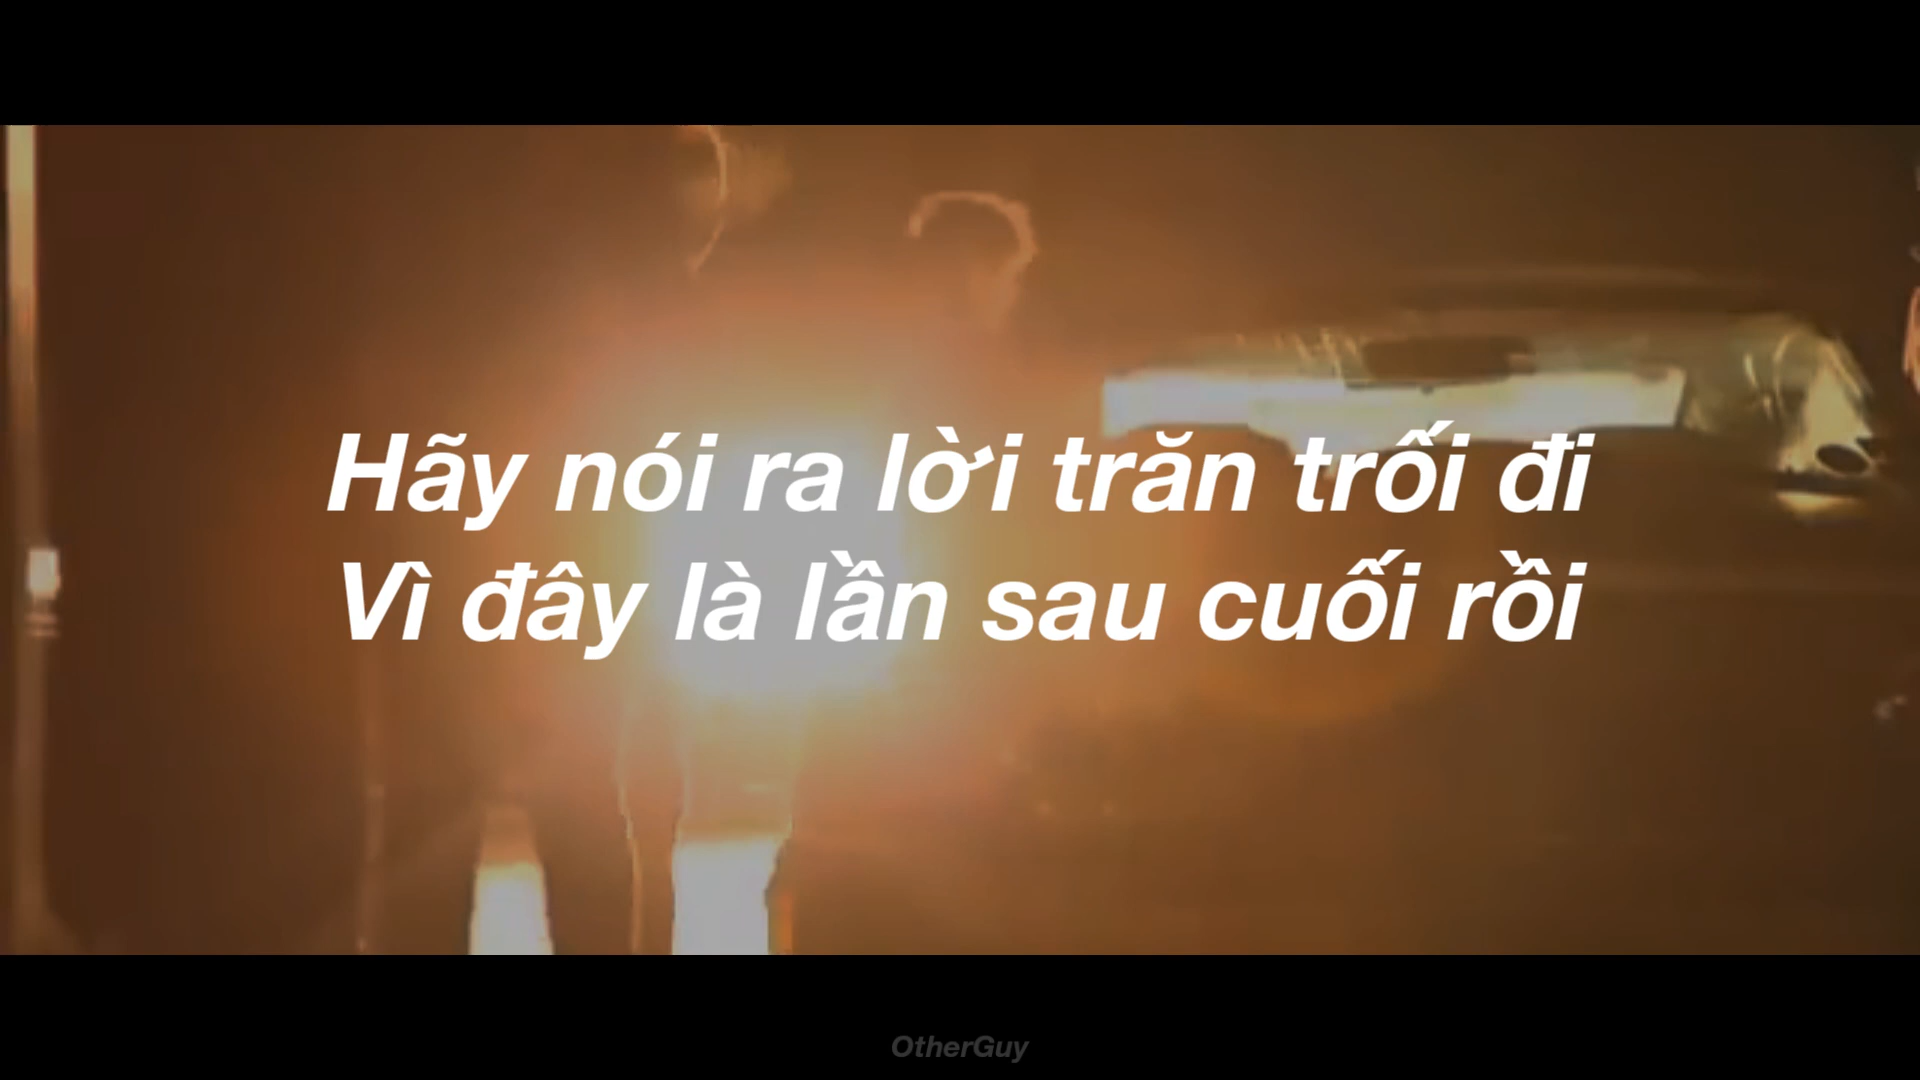 Hãy nói ra lời trăn trối đi
Vì đây là lần sau cuối rồi
OtherGuy